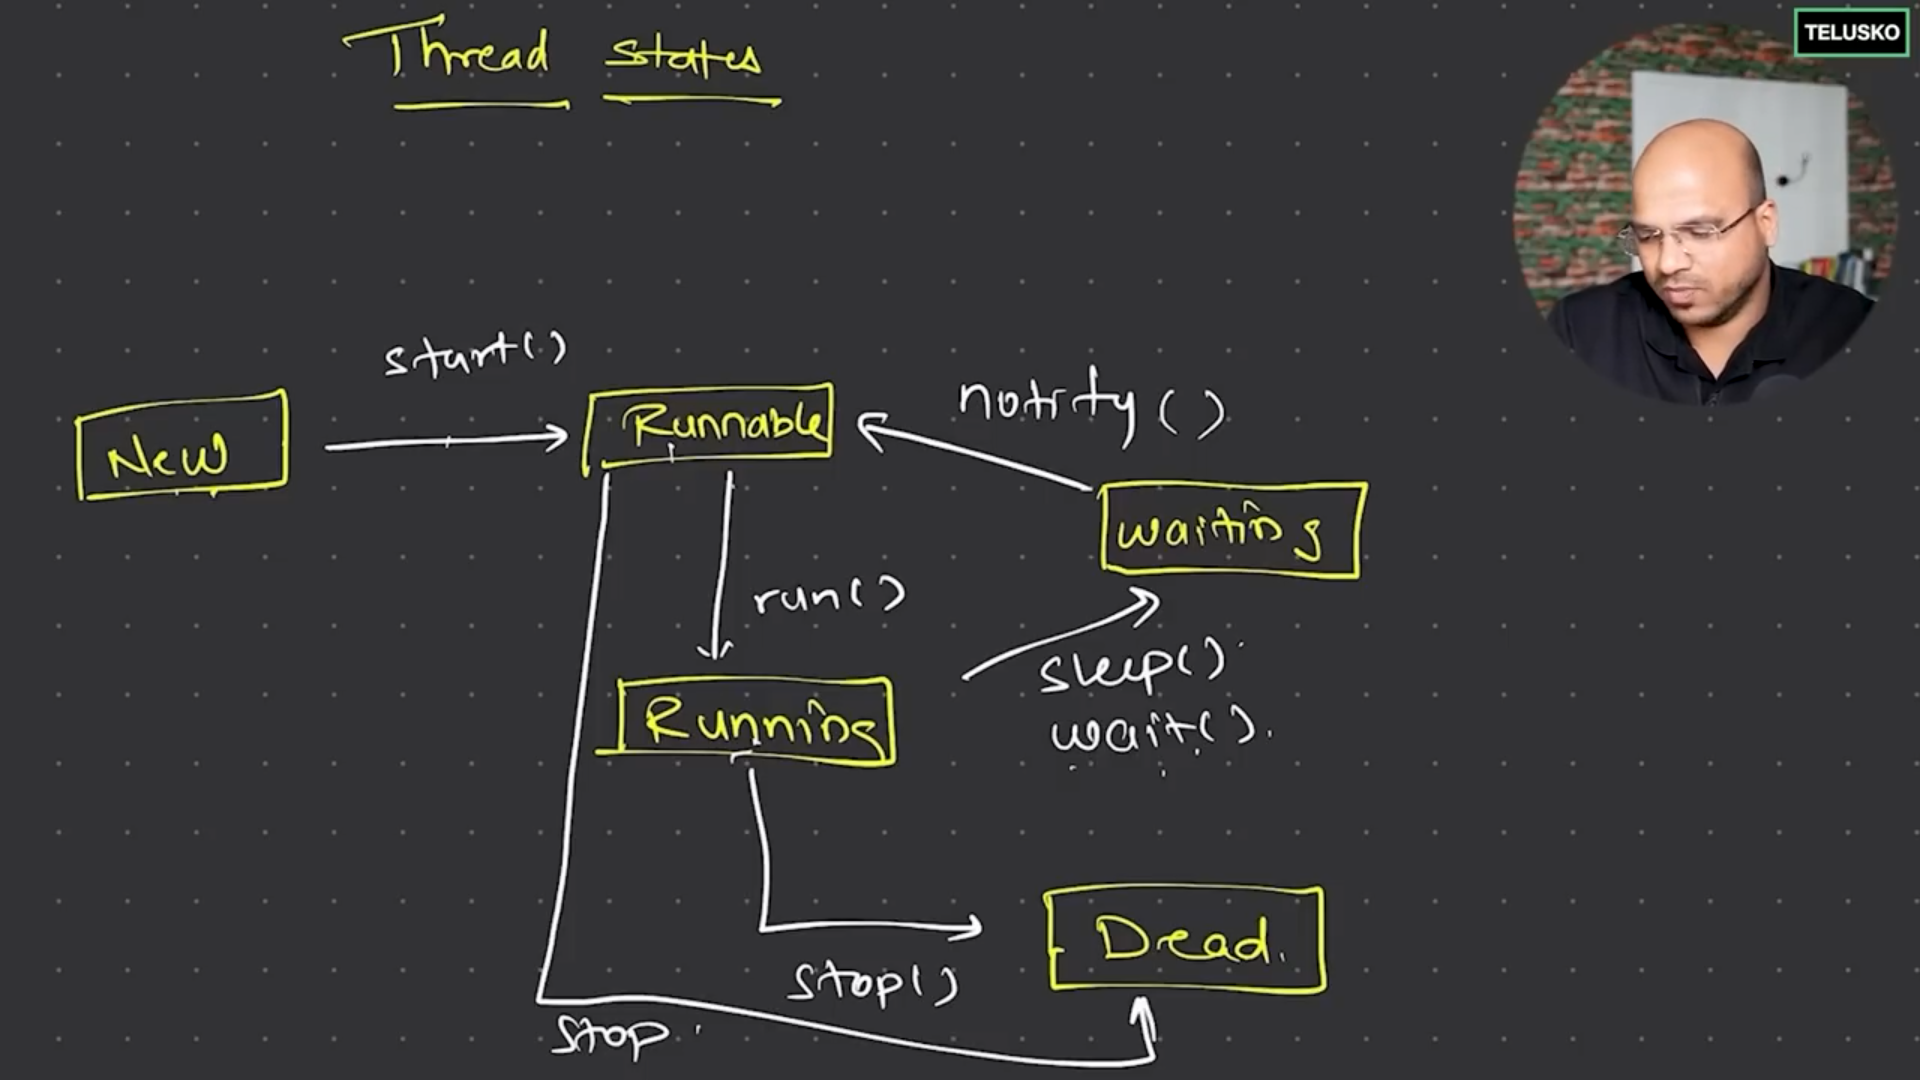 TELUSKO
Thread States
start()
New
Runnable
notify()
waiting
run()
sleep()
wait().
Running
Dead.
stop()
stop